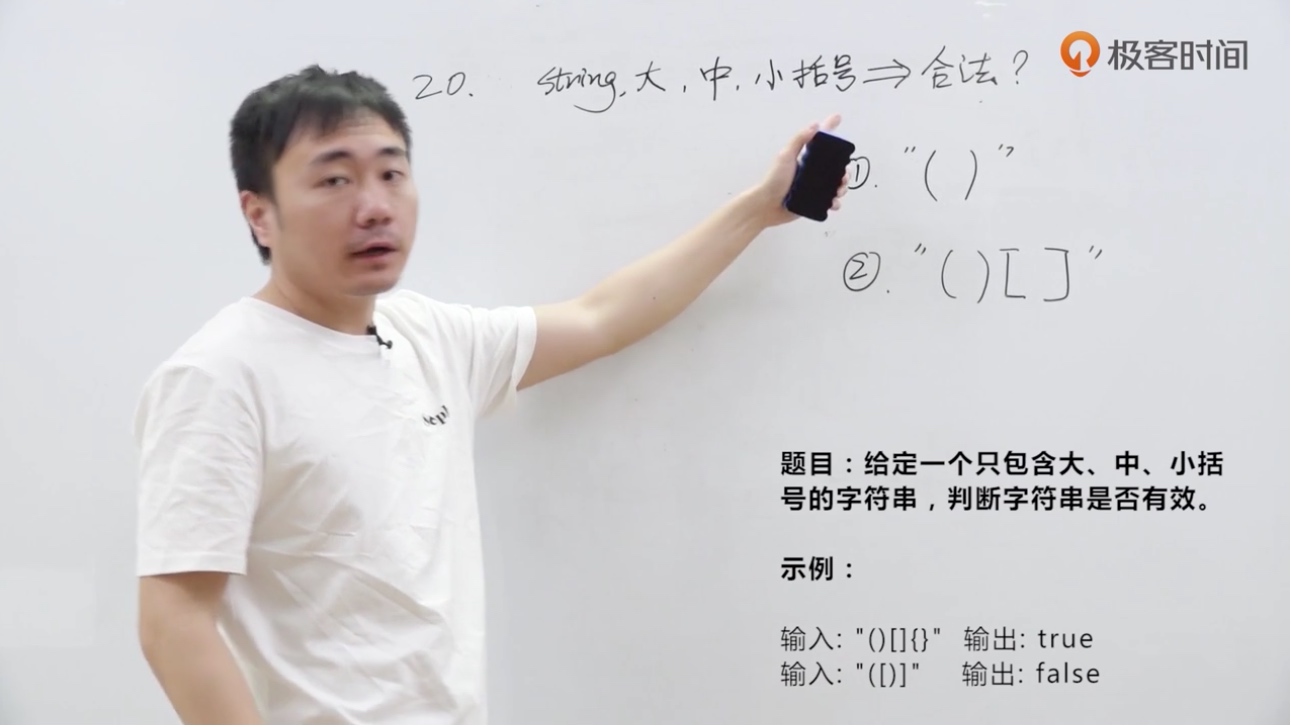 极客时间
20. string, 大, 中, 小括号 ⇒ 合法?
①. "( )"
②. "( ) [ ]"
题目：给定一个只包含大、中、小括
号的字符串，判断字符串是否有效。
示例：
输入: "()[]{}" 输出: true
输入: "([)]" 输出: false